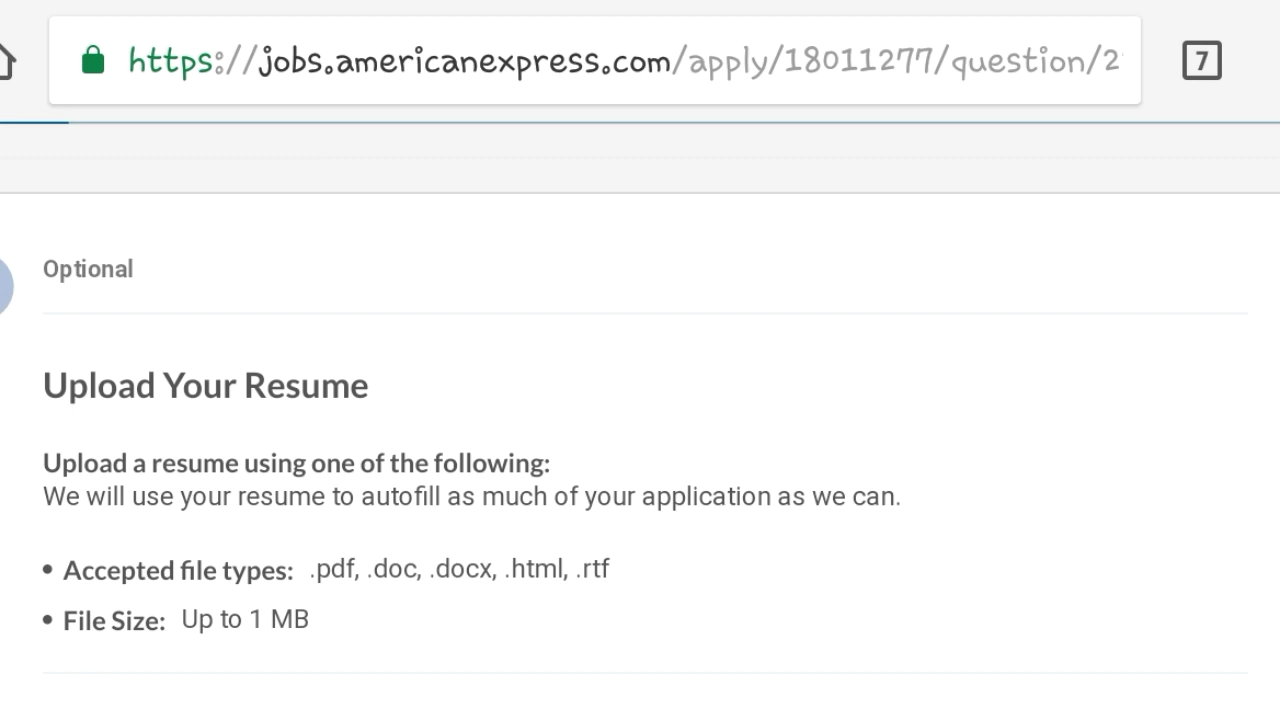 https://jobs.americanexpress.com/apply/18011277/question/2
7
Optional
Upload Your Resume
Upload a resume using one of the following:
We will use your resume to autofill as much of your application as we can.
• Accepted file types: .pdf, .doc, .docx, .html, .rtf
• File Size: Up to 1 MB